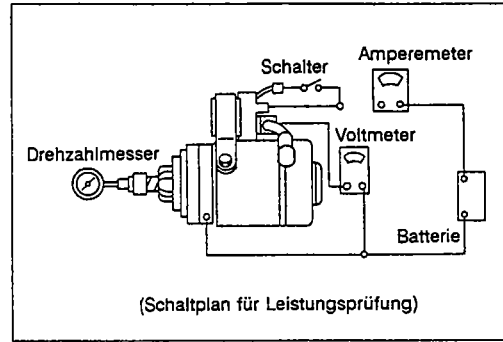 Amperemeter
Schalter
Voltmeter
Drehzahlmesser
Batterie
(Schaltplan für Leistungsprüfung)